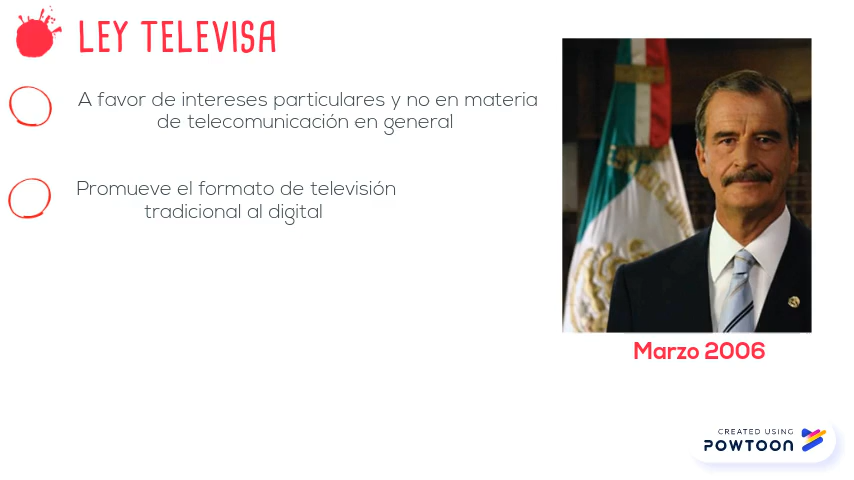 LEY TELEVISA
A favor de intereses particulares y no en materia
de telecomunicación en general
Promueve el formato de televisión
tradicional al digital
Marzo 2006
CREATED USING
POWTOON